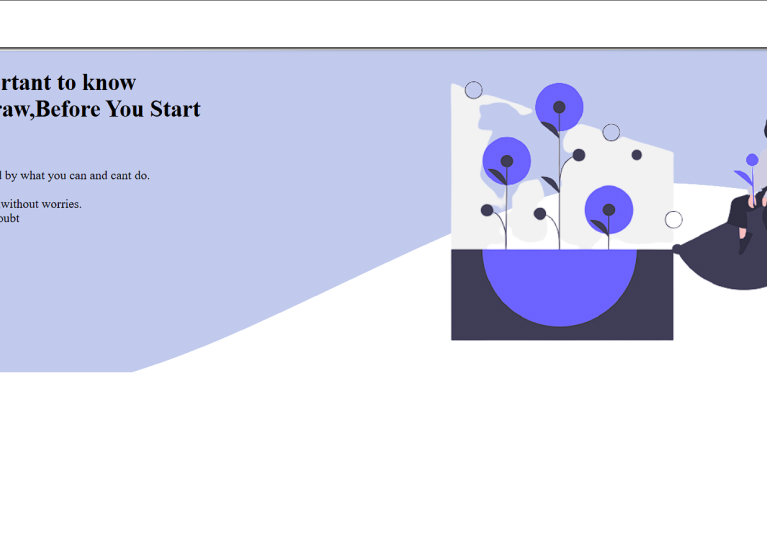 rtant to know
raw,Before You Start
l by what you can and cant do.
without worries.
oubt